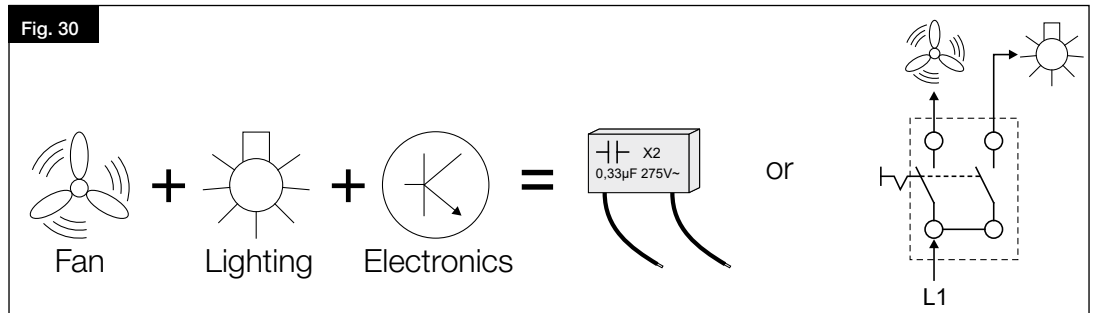 Fig. 30
Fan
Lighting
Electronics
X2
0,33µF 275V~
or
L1